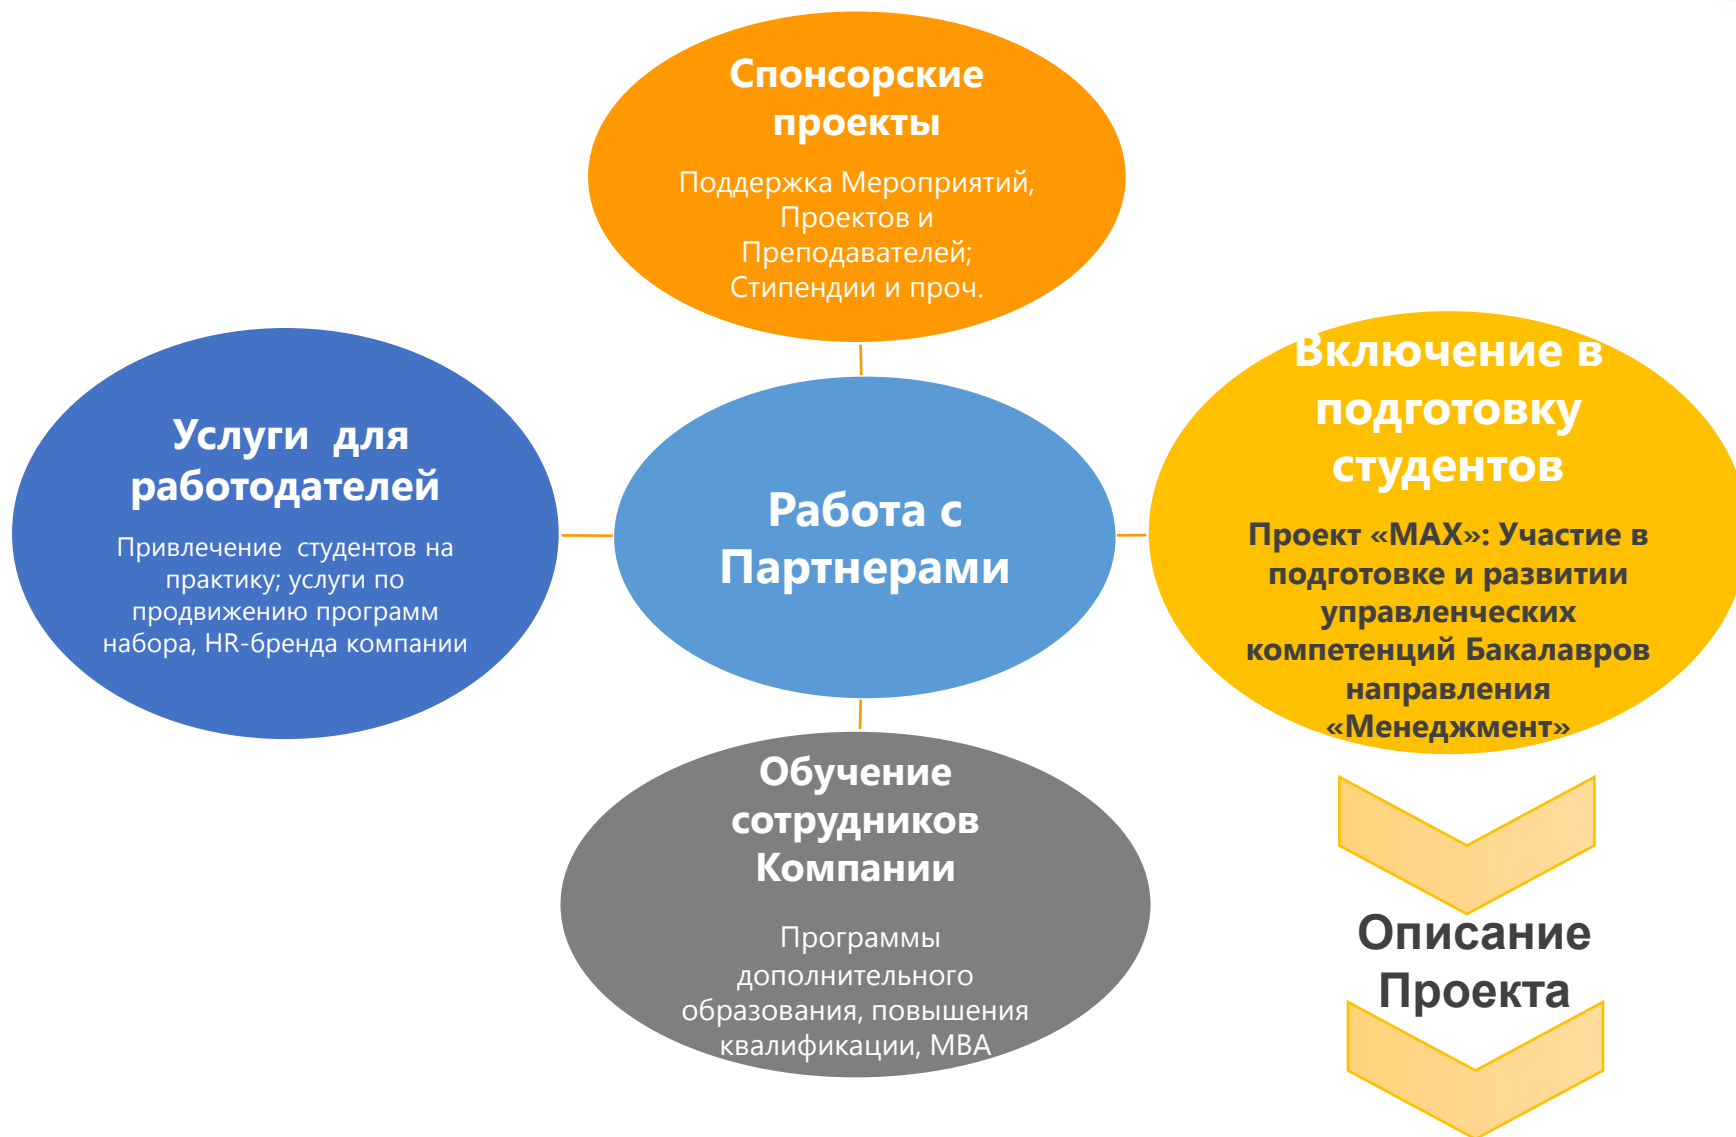 Спонсорские
проекты
Поддержка Мероприятий,
Проектов и
Преподавателей;
Стипендии и проч.
Услуги для
работодателей
Привлечение студентов на
практику; услуги по
продвижению программ
набора, HR-бренда компании
Работа с
Партнерами
Включение в
подготовку
студентов
Проект «МАХ»: Участие в
подготовке и развитии
управленческих
компетенций Бакалавров
направления
«Менеджмент»
Обучение
сотрудников
Компании
Программы
дополнительного
образования, повышения
квалификации, МВА
Описание
Проекта